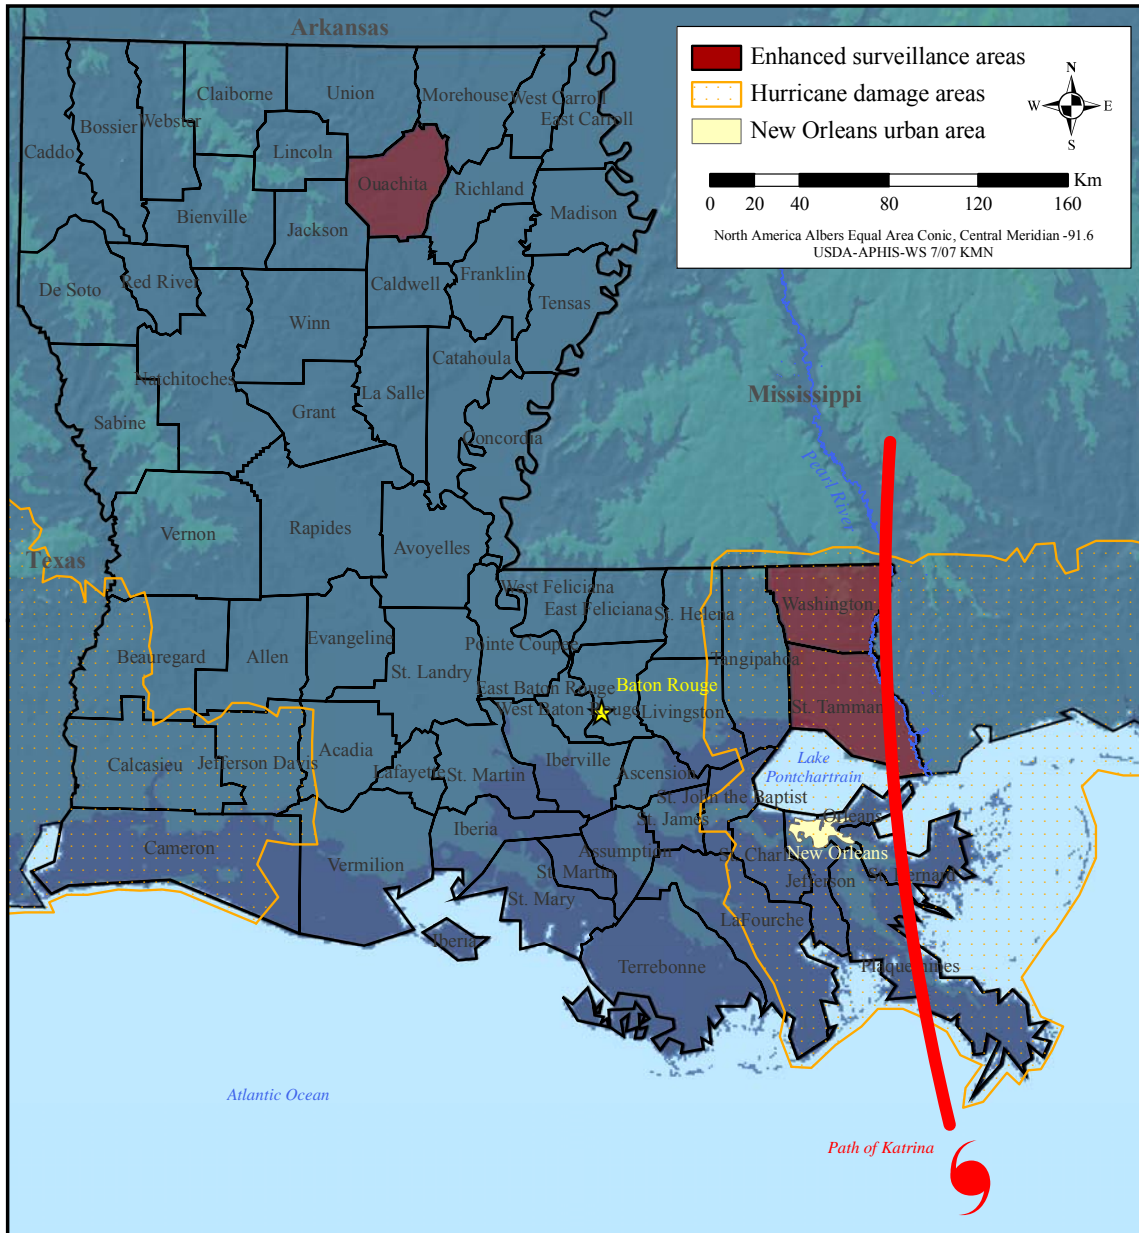 Arkansas
Enhanced surveillance areas
Hurricane damage areas
New Orleans urban area
N
W
E
S
Km
0 20 40 80 120 160
North America Albers Equal Area Conic, Central Meridian -91.6
USDA-APHIS-WS 7/07 KMN
Claiborne
Union
Morehouse
West Carroll
East Carroll
Bossier
Webster
Caddo
Lincoln
Ouachita
Richland
Madison
Bienville
Jackson
De Soto
Red River
Caldwell
Franklin
Tensas
Winn
Natchitoches
Catahoula
La Salle
Grant
Sabine
Concordia
Mississippi
Pearl River
Vernon
Rapides
Avoyelles
Texas
West Feliciana
East Feliciana
St. Helena
Washington
Beauregard
Allen
Evangeline
St. Landry
Pointe Coupee
Tangipahoa
East Baton Rouge
Baton Rouge
West Baton Rouge
Livingston
St. Tamman
Calcasieu
Jefferson Davis
Acadia
Lafayette
St. Martin
Iberville
Ascension
Lake
Pontchartrain
St. John the Baptist
Cameron
Vermilion
Iberia
St. James
Orleans
Assumption
St. Charl
New Orleans
St. Martin
St. Mary
Jefferson
St. Bernard
LaFourche
Iberia
Terrebonne
Plaquemines
Atlantic Ocean
Path of Katrina